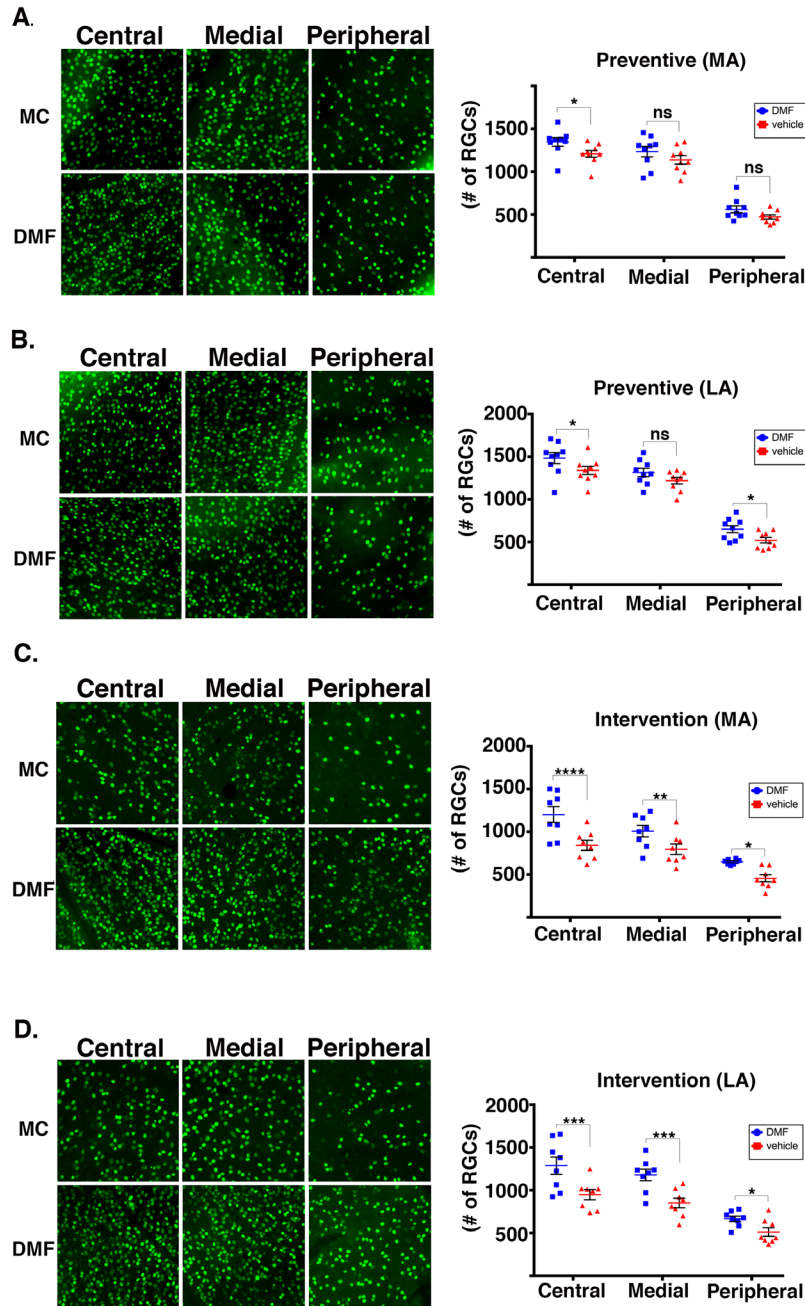 A.
Central Medial Peripheral
MC
DMF
Preventive (MA)
(# of RGCs)
1500
1000
500
* ns ns
DMF
vehicle
Central Medial Peripheral
B.
Central Medial Peripheral
MC
DMF
Preventive (LA)
(# of RGCs)
2000
1500
1000
500
* ns *
DMF
vehicle
Central Medial Peripheral
C.
Central Medial Peripheral
MC
DMF
Intervention (MA)
(# of RGCs)
2000
1500
1000
500
**** ** *
DMF
vehicle
Central Medial Peripheral
D.
Central Medial Peripheral
MC
DMF
Intervention (LA)
(# of RGCs)
2000
1500
1000
500
*** *** *
DMF
vehicle
Central Medial Peripheral